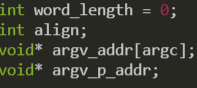 int word_length = 0;
int align;
void* argv_addr[argc];
void* argv_p_addr;